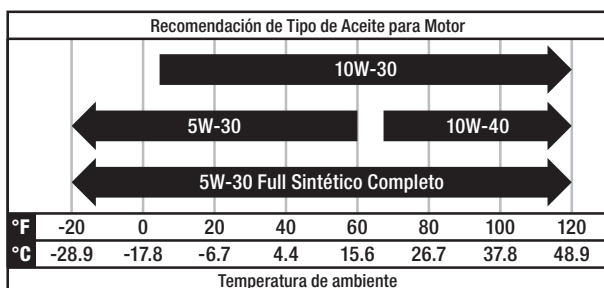 Recomendación de Tipo de Aceite para Motor
10W-30
5W-30 10W-40
5W-30 Full Sintético Completo
°F -20 0 20 40 60 80 100 120
°C -28.9 -17.8 -6.7 4.4 15.6 26.7 37.8 48.9
Temperatura de ambiente